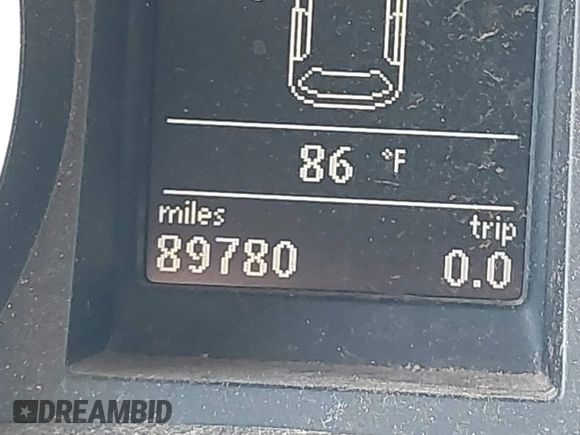 86 °F
miles trip
89780 0.0
DREAMBID